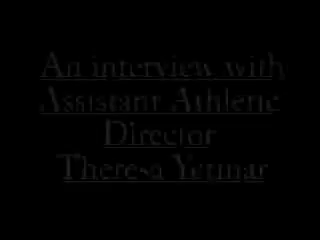 An interview with
Assistant Athletic
Director
Theresa